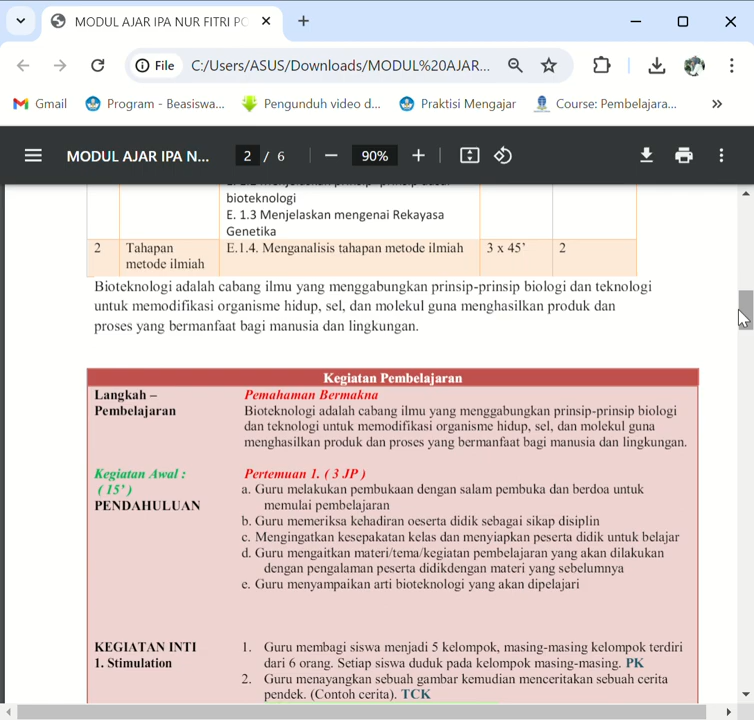 MODUL AJAR IPA NUR FITRI PO
File
C:/Users/ASUS/Downloads/MODUL%20AJAR...
Gmail
Program - Beasiswa...
Pengunduh video d...
Praktisi Mengajar
Course: Pembelajara...
MODUL AJAR IPA N...
2 / 6
90%
bioteknologi
E. 1.3 Menjelaskan mengenai Rekayasa
Genetika
2 Tahapan E.1.4. Menganalisis tahapan metode ilmiah 3 x 45’ 2
metode ilmiah
Bioteknologi adalah cabang ilmu yang menggabungkan prinsip-prinsip biologi dan teknologi
untuk memodifikasi organisme hidup, sel, dan molekul guna menghasilkan produk dan
proses yang bermanfaat bagi manusia dan lingkungan.
Kegiatan Pembelajaran
Langkah – Pemahaman Bermakna
Pembelajaran Bioteknologi adalah cabang ilmu yang menggabungkan prinsip-prinsip biologi
dan teknologi untuk memodifikasi organisme hidup, sel, dan molekul guna
menghasilkan produk dan proses yang bermanfaat bagi manusia dan lingkungan.
Kegiatan Awal : Pertemuan 1. ( 3 JP )
( 15’ ) a. Guru melakukan pembukaan dengan salam pembuka dan berdoa untuk
PENDAHULUAN memulai pembelajaran
b. Guru memeriksa kehadiran oeserta didik sebagai sikap disiplin
c. Mengingatkan kesepakatan kelas dan menyiapkan peserta didik untuk belajar
d. Guru mengaitkan materi/tema/kegiatan pembelajaran yang akan dilakukan
dengan pengalaman peserta didikdengan materi yang sebelumnya
e. Guru menyampaikan arti bioteknologi yang akan dipelajari
KEGIATAN INTI 1. Guru membagi siswa menjadi 5 kelompok, masing-masing kelompok terdiri
1. Stimulation dari 6 orang. Setiap siswa duduk pada kelompok masing-masing. PK
2. Guru menayangkan sebuah gambar kemudian menceritakan sebuah cerita
pendek. (Contoh cerita). TCK